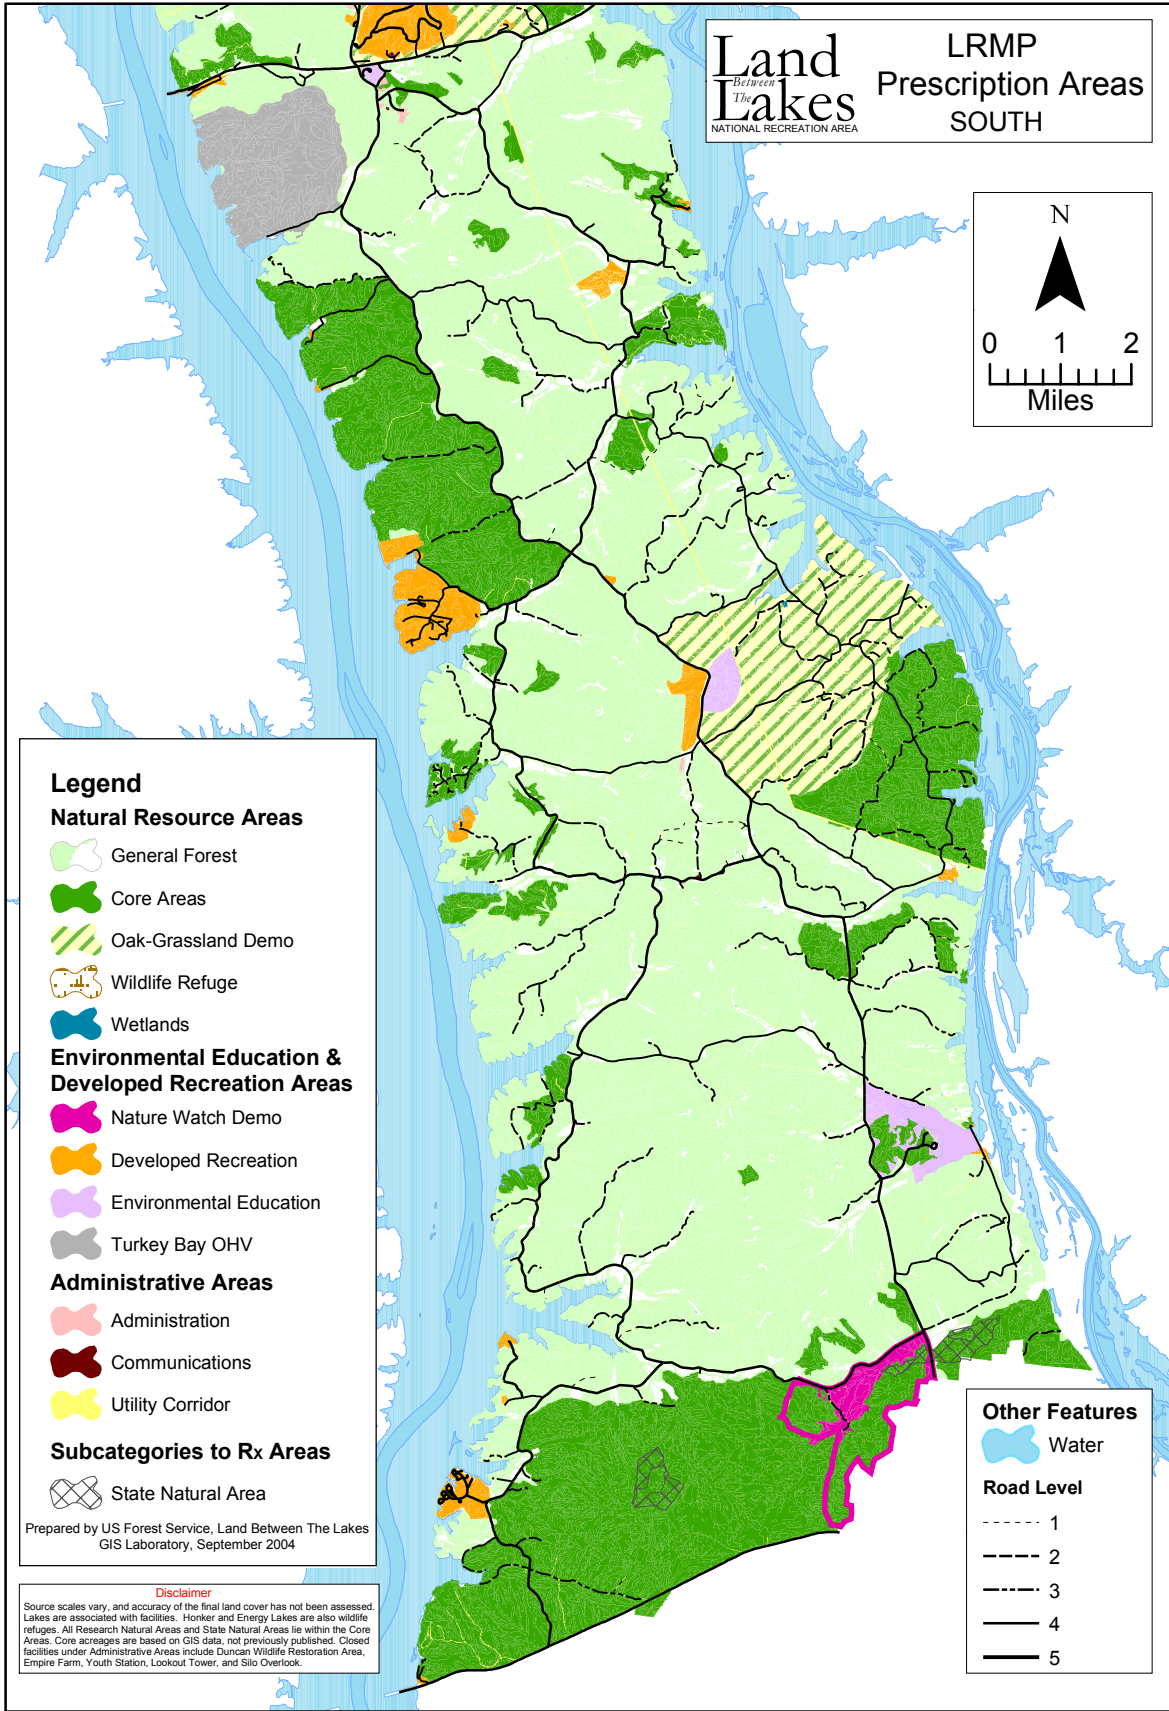 Land
Between
The
Lakes
NATIONAL RECREATION AREA
LRMP
Prescription Areas
SOUTH
N
0 1 2
Miles
Legend
Natural Resource Areas
General Forest
Core Areas
Oak-Grassland Demo
Wildlife Refuge
Wetlands
Environmental Education &
Developed Recreation Areas
Nature Watch Demo
Developed Recreation
Environmental Education
Turkey Bay OHV
Administrative Areas
Administration
Communications
Utility Corridor
Subcategories to Rx Areas
State Natural Area
Prepared by US Forest Service, Land Between The Lakes
GIS Laboratory, September 2004
Disclaimer
Source scales vary, and accuracy of the final land cover has not been assessed.
Lakes are associated with facilities. Honker and Energy Lakes are also wildlife
refuges. All Research Natural Areas and State Natural Areas lie within the Core
Areas. Core acreages are based on GIS data, not previously published. Closed
facilities under Administrative Areas include Duncan Wildlife Restoration Area,
Empire Farm, Youth Station, Lookout Tower, and Silo Overlook.
Other Features
Water
Road Level
1
2
3
4
5